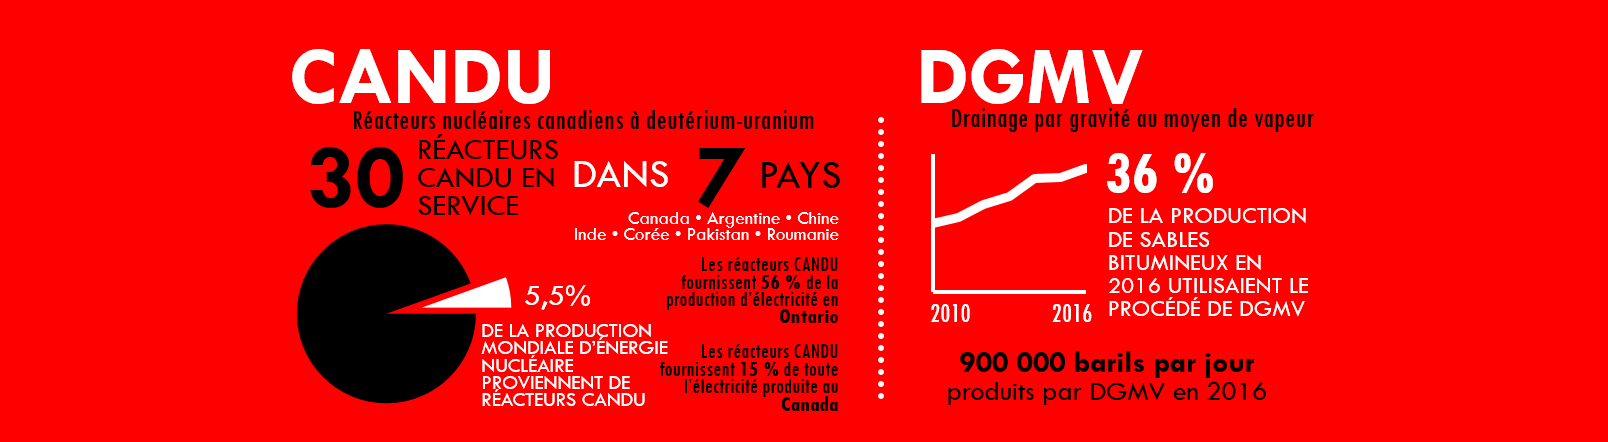 CANDU
Réacteurs nucléaires canadiens à deutérium-uranium
30
RÉACTEURS
CANDU EN
SERVICE
DANS
7
PAYS
Canada • Argentine • Chine
Inde • Corée • Pakistan • Roumanie
5,5%
DE LA PRODUCTION
MONDIALE D'ÉNERGIE
NUCLÉAIRE
PROVIENNENT DE
RÉACTEURS CANDU
Les réacteurs CANDU
fournissent 56 % de la
production d'électricité en
Ontario
Les réacteurs CANDU
fournissent 15 % de toute
l'électricité produite au
Canada
DGMV
Drainage par gravité au moyen de vapeur
2010
2016
36 %
DE LA PRODUCTION
DE SABLES
BITUMINEUX EN
2016 UTILISAIENT LE
PROCÉDÉ DE DGMV
900 000 barils par jour
produits par DGMV en 2016